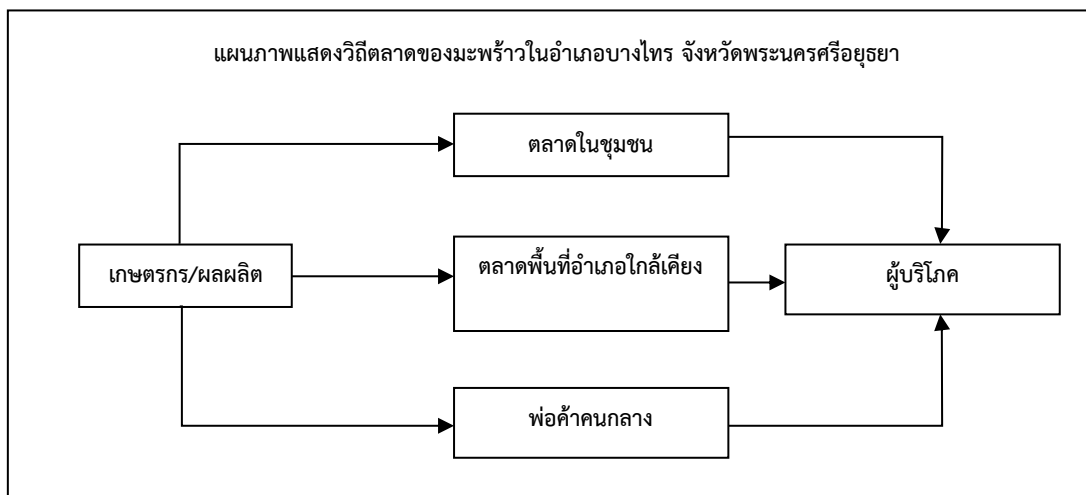 แผนภาพแสดงวิถีตลาดของมะพร้าวในอำเภอบางไทร จังหวัดพระนครศรีอยุธยา
ตลาดในชุมชน
เกษตรกร/ผลผลิต
ตลาดพื้นที่อำเภอใกล้เคียง
ผู้บริโภค
พ่อค้าคนกลาง